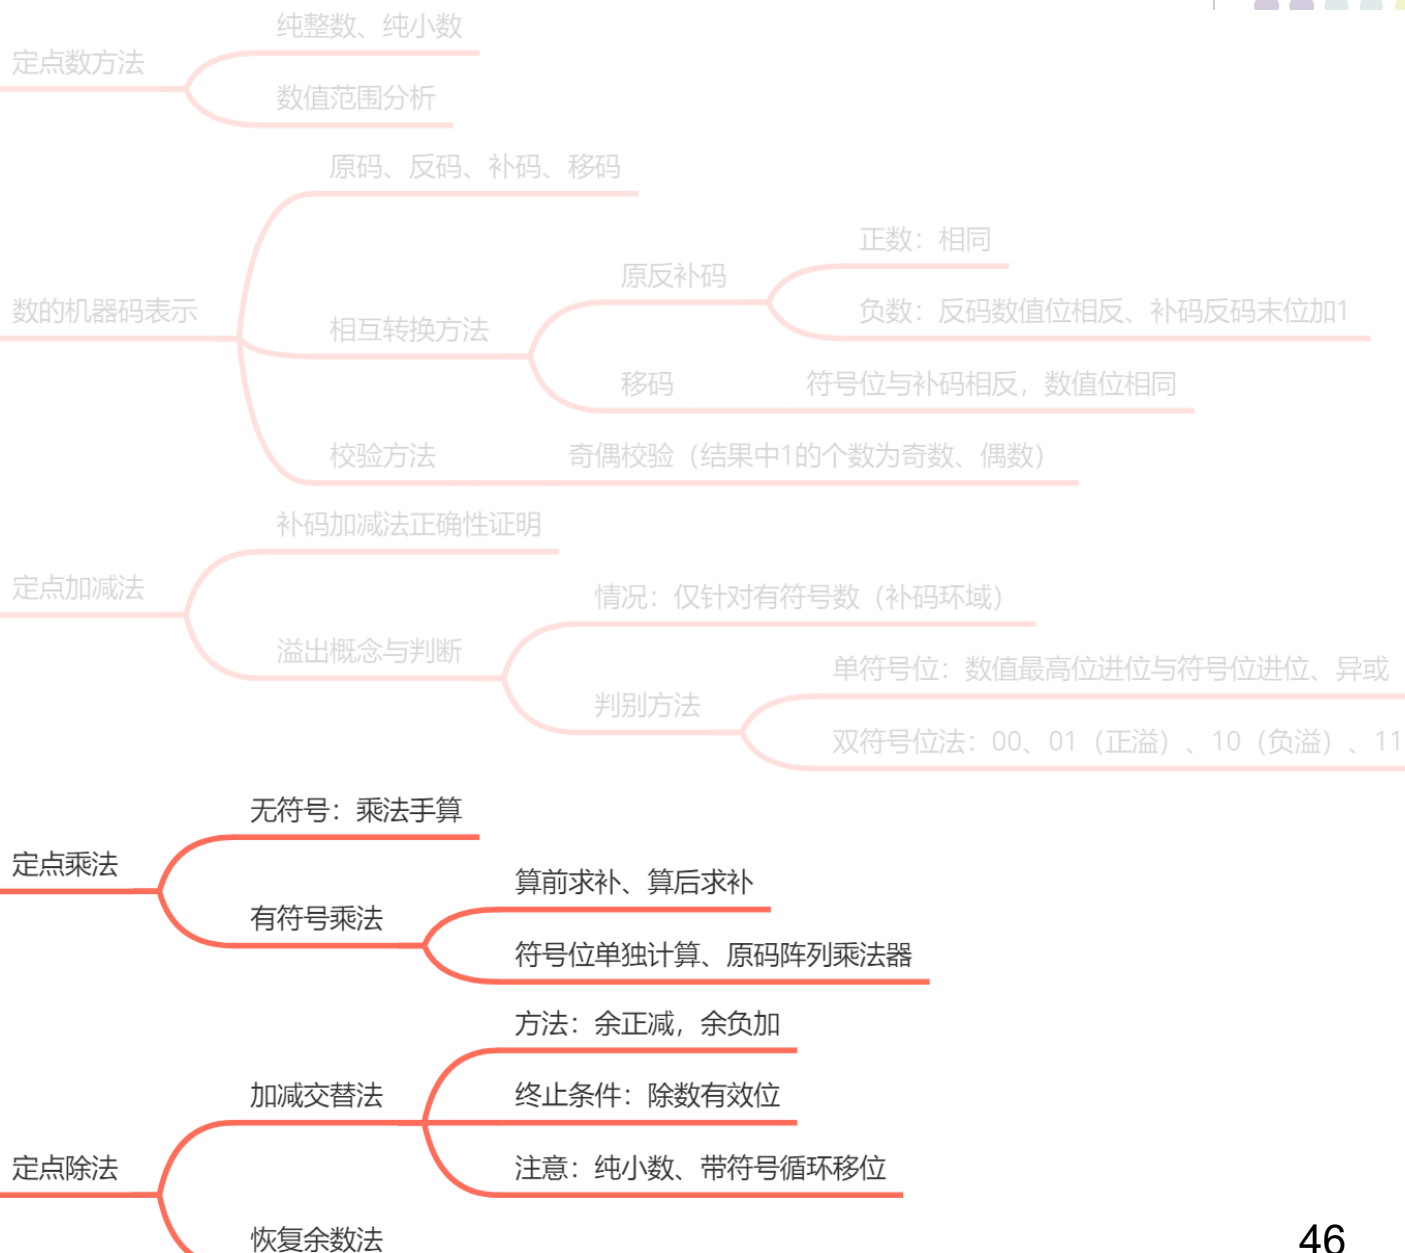 纯整数、纯小数
定点数方法
数值范围分析
原码、反码、补码、移码
正数：相同
原反补码
数的机器码表示
负数：反码数值位相反、补码反码末位加1
相互转换方法
移码
符号位与补码相反，数值位相同
校验方法
奇偶校验（结果中1的个数为奇数、偶数）
补码加减法正确性证明
定点加减法
情况：仅针对有符号数（补码环域）
溢出概念与判断
单符号位：数值最高位进位与符号位进位、异或
判别方法
双符号位法：00、01（正溢）、10（负溢）、11
无符号：乘法手算
定点乘法
算前求补、算后求补
有符号乘法
符号位单独计算、原码阵列乘法器
方法：余正减，余负加
加减交替法
终止条件：除数有效位
定点除法
注意：纯小数、带符号循环移位
恢复余数法
46